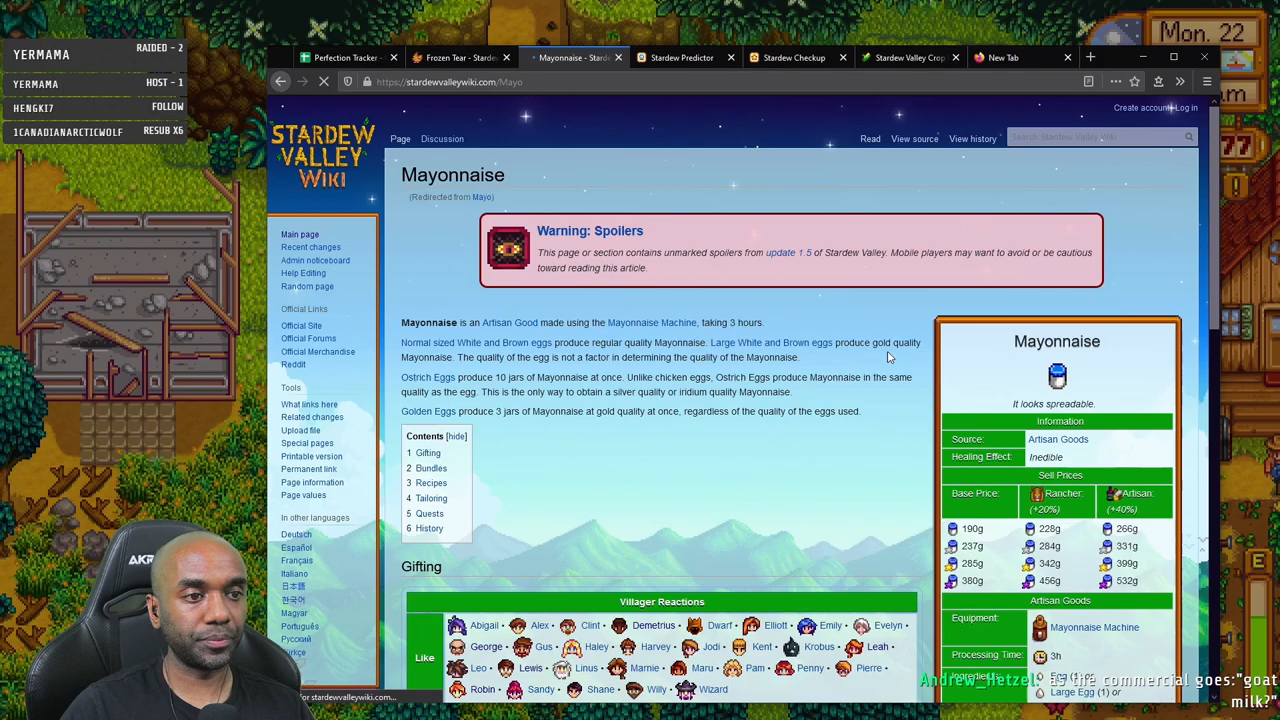 YERMAMA
RAIDED - 2
YERMAMA
HOST - 1
HENGKI7
FOLLOW
1CANADIANARCTICWOLF
RESUB X6
Mon. 22
Perfection Tracker -
Frozen Tear - Stardew
Mayonnaise - Stardew
Stardew Predictor
Stardew Checkup
Stardew Valley Crop
New Tab
https://stardewvalleywiki.com/Mayo
Create account Log in
STARDEW
VALLEY
WiKi
Page
Discussion
Read
View source
View history
Search Stardew Valley Wiki
Mayonnaise
(Redirected from Mayo)
Warning: Spoilers
This page or section contains unmarked spoilers from update 1.5 of Stardew Valley. Mobile players may want to avoid or be cautious
toward reading this article.
Main page
Recent changes
Admin noticeboard
Help Editing
Random page
Official Links
Official Site
Official Forums
Official Merchandise
Reddit
Tools
What links here
Related changes
Upload file
Special pages
Printable version
Permanent link
Page information
Page values
In other languages
Deutsch
Español
Français
Italiano
日本語
한국어
Magyar
Português
Русский
Türkçe
Mayonnaise is an Artisan Good made using the Mayonnaise Machine, taking 3 hours.
Normal sized White and Brown eggs produce regular quality Mayonnaise. Large White and Brown eggs produce gold quality
Mayonnaise. The quality of the egg is not a factor in determining the quality of the Mayonnaise.
Ostrich Eggs produce 10 jars of Mayonnaise at once. Unlike chicken eggs, Ostrich Eggs produce Mayonnaise in the same
quality as the egg. This is the only way to obtain a silver quality or iridium quality Mayonnaise.
Golden Eggs produce 3 jars of Mayonnaise at gold quality at once, regardless of the quality of the eggs used.
Contents [hide]
1 Gifting
2 Bundles
3 Recipes
4 Tailoring
5 Quests
6 History
Gifting
Villager Reactions
Like
Abigail • Alex • Clint • Demetrius • Dwarf • Elliott • Emily • Evelyn •
George • Gus • Haley • Harvey • Jodi • Kent • Krobus • Leah •
Leo • Lewis • Linus • Marnie • Maru • Pam • Penny • Pierre •
Robin • Sandy • Shane • Willy • Wizard
Mayonnaise
It looks spreadable.
Information
Source:
Artisan Goods
Healing Effect:
Inedible
Sell Prices
Base Price:
Rancher:
(+20%)
Artisan:
(+40%)
190g
228g
266g
237g
284g
331g
285g
342g
399g
380g
456g
532g
Artisan Goods
Equipment:
Mayonnaise Machine
Processing Time:
3h
Large Egg (1) or
for stardewvalleywiki.com...
Andrew_Hetzel: as the commercial goes:"goat
milk?"
E